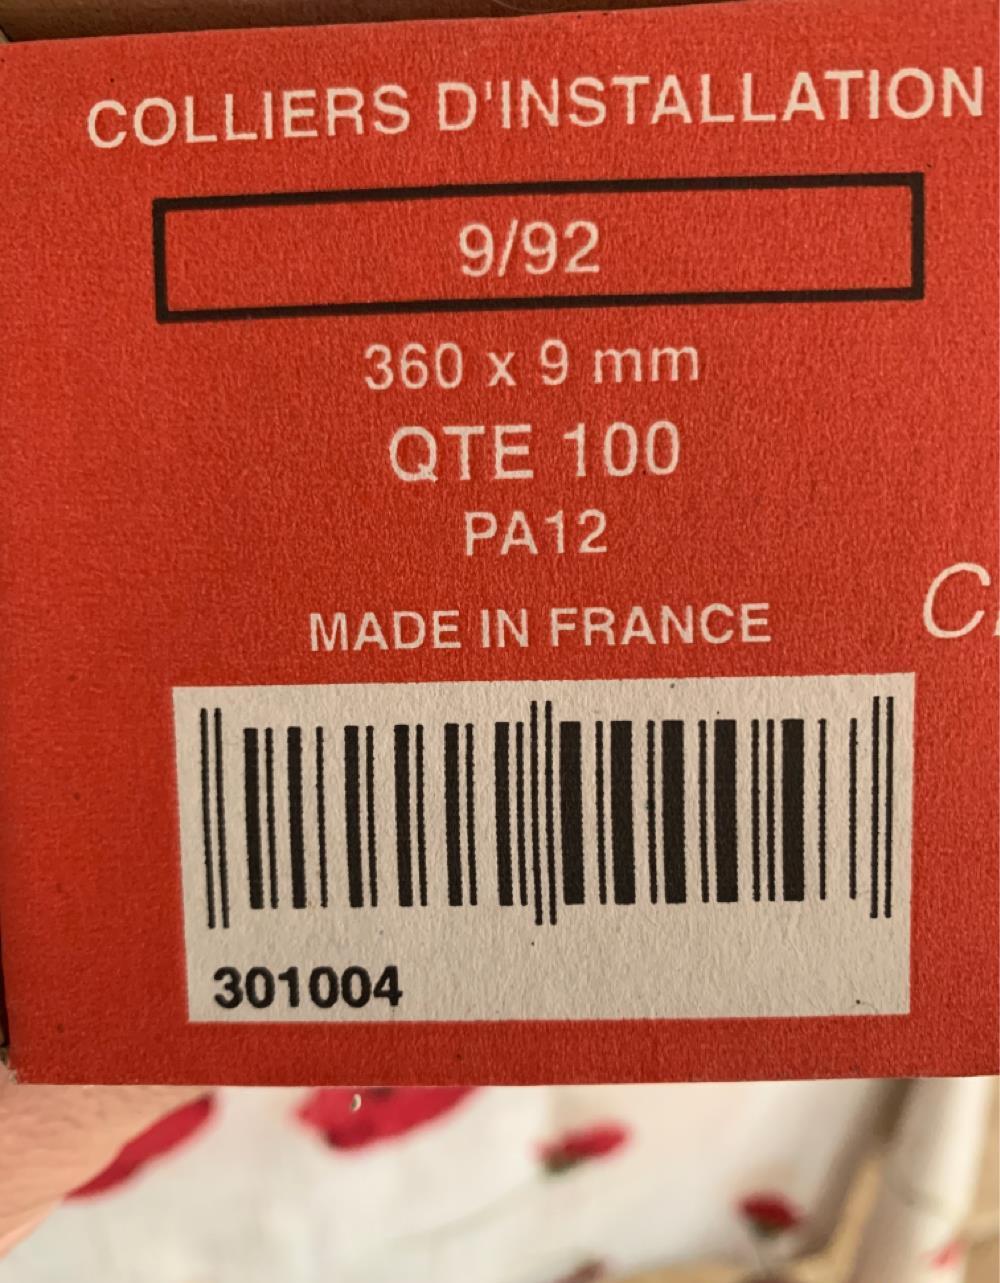 COLLIERS D'INSTALLATION
9/92
360 x 9 mm
QTE 100
PA12
MADE IN FRANCE
301004